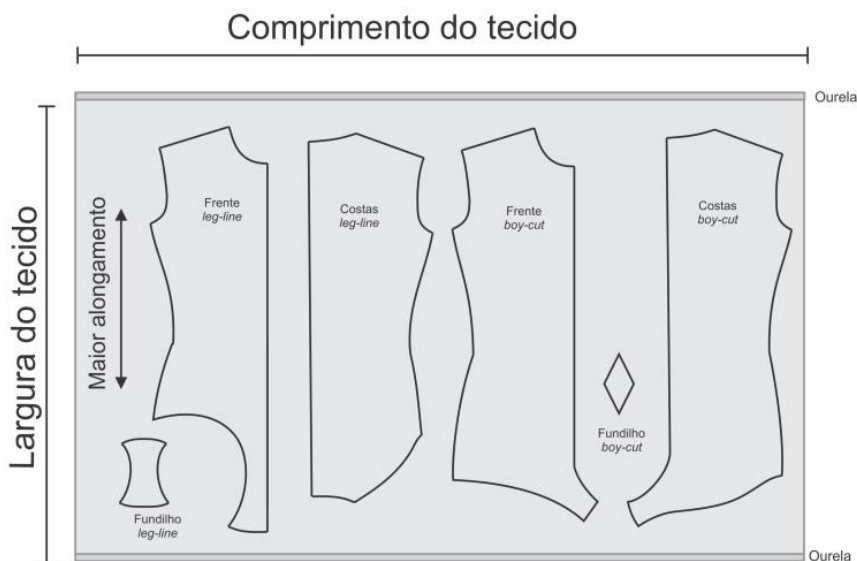 Comprimento do tecido
Ourela
Largura do tecido
Maior alongamento
Frente
leg-line
Costas
leg-line
Frente
boy-cut
Costas
boy-cut
Fundilho
boy-cut
Fundilho
leg-line
Ourela